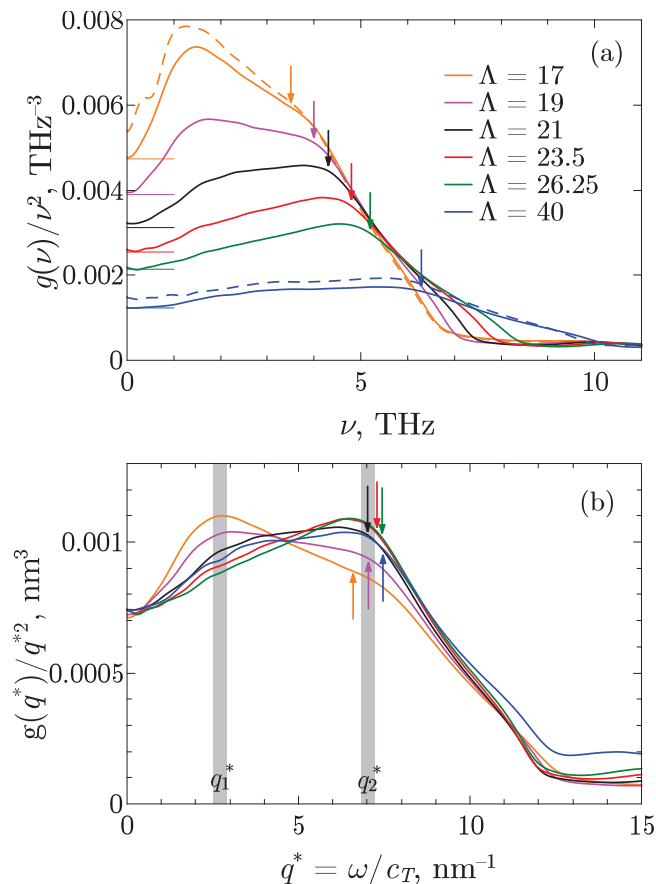 0.008
(a)
Λ = 17
0.006
Λ = 19
Λ = 21
0.004
Λ = 23.5
Λ = 26.25
0.002
Λ = 40
0
g(ν)/ν², THz⁻³
0 5 10
ν, THz
(b)
0.001
0.0005
0
g(q*)/q*², nm³
q₁* q₂*
0 5 10 15
q* = ω/c_T, nm⁻¹